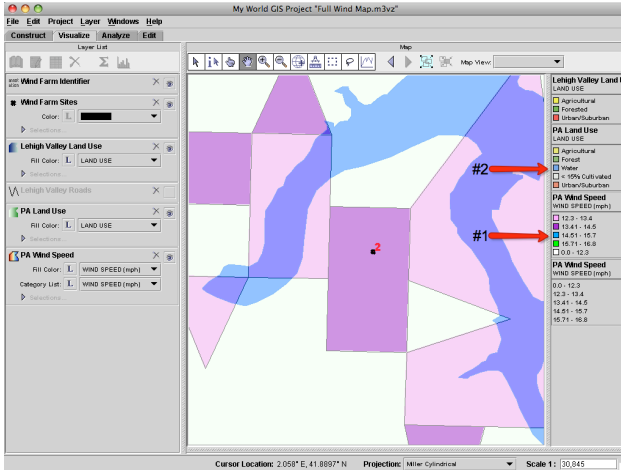 My World GIS Project "Full Wind Map.m3vz"
File Edit Project Layer Windows Help
Construct Visualize Analyze Edit
Layer List
Map
Map View:
Wind Farm Identifier
Wind Farm Sites
Color: L
Selections...
Lehigh Valley Land Use
Fill Color: L LAND USE
Selections...
Lehigh Valley Roads
PA Land Use
Fill Color: L LAND USE
Selections...
PA Wind Speed
Fill Color: L WIND SPEED (mph)
Category List: L WIND SPEED (mph)
Selections...
2
#2
#1
Lehigh Valley Land
LAND USE
Agricultural
Forested
Urban/Suburban
PA Land Use
LAND USE
Agricultural
Forest
Water
< 15% Cultivated
Urban/Suburban
PA Wind Speed
WIND SPEED (mph)
12.3 - 13.4
13.41 - 14.5
14.51 - 15.7
15.71 - 16.8
0.0 - 12.3
PA Wind Speed
WIND SPEED (mph)
0.0 - 12.3
12.3 - 13.4
13.41 - 14.5
14.51 - 15.7
15.71 - 16.8
Cursor Location: 2.058° E, 41.8897° N Projection: Miller Cylindrical Scale 1: 30,845